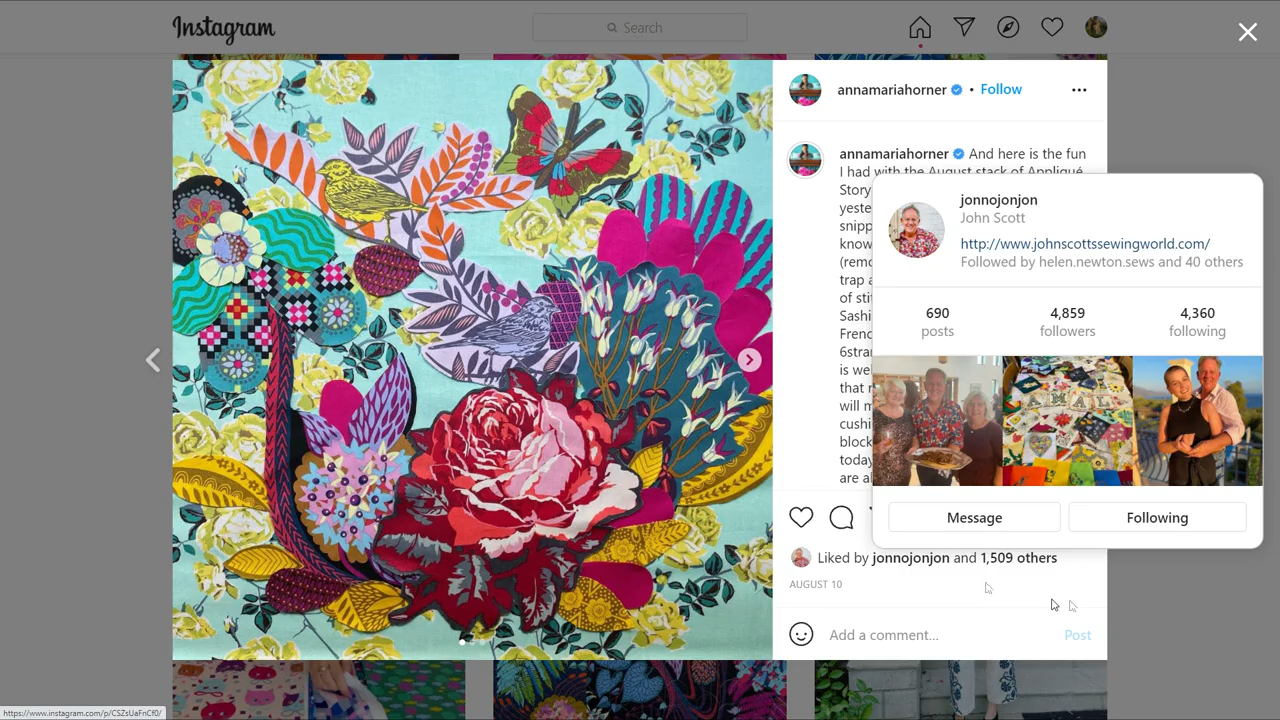 Instagram
Search
annamariahorner • Follow
annamariahorner And here is the fun
I had with the August stack of Appliqué
Story
yeste
snipp
know
(remo
trap a
of stit
Sashi
Frenc
6stran
is we
that r
will m
cushi
block
today
are al
jonnojonjon
John Scott
http://www.johnscottssewingworld.com/
Followed by helen.newton.sews and 40 others
690 4,859 4,360
posts followers following
AMAL
Message Following
Liked by jonnojonjon and 1,509 others
AUGUST 10
Add a comment... Post
https://www.instagram.com/p/CSZsUaFnCf0/